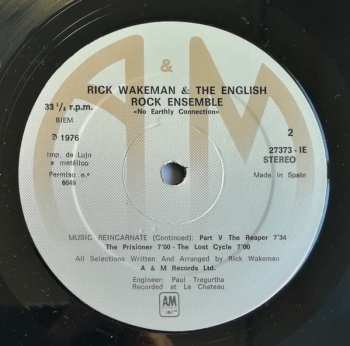 A & M
RICK WAKEMAN & THE ENGLISH
ROCK ENSEMBLE
«No Earthly Connection»
33 1/3 r.p.m.
BIEM
℗ 1976
Imp. de Lujo
a metálico
Permiso n.º
6049
2
27373 - IE
STEREO
Made in Spain
MUSIC REINCARNATE (Continued): Part V The Reaper 7'34
The Prisioner 7'00 - The Lost Cycle 7'00
All Selections Written And Arranged by Rick Wakeman
A & M Records Ltd.
Engineer: Paul Tregurtha
Recorded at Le Chateau
A&M